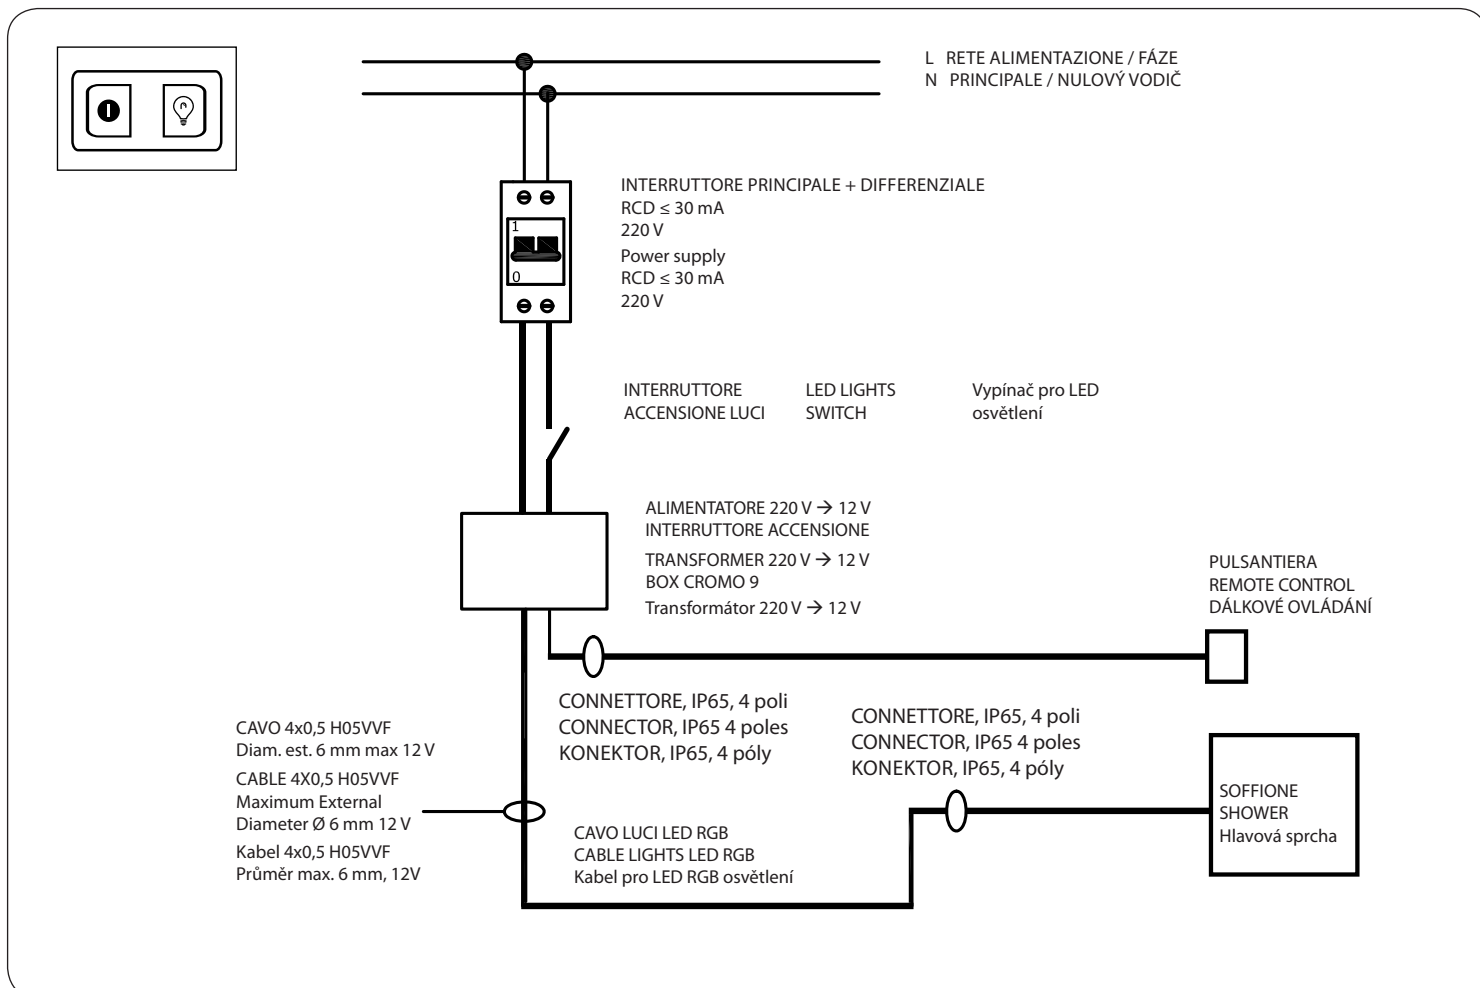 L RETE ALIMENTAZIONE / FÁZE
N PRINCIPALE / NULOVÝ VODIČ
INTERRUTTORE PRINCIPALE + DIFFERENZIALE
RCD ≤ 30 mA
220 V
Power supply
RCD ≤ 30 mA
220 V
1
0
INTERRUTTORE
ACCENSIONE LUCI
LED LIGHTS
SWITCH
Vypínač pro LED
osvětlení
ALIMENTATORE 220 V → 12 V
INTERRUTTORE ACCENSIONE
TRANSFORMER 220 V → 12 V
BOX CROMO 9
Transformátor 220 V → 12 V
PULSANTIERA
REMOTE CONTROL
DÁLKOVÉ OVLÁDÁNÍ
CONNETTORE, IP65, 4 poli
CONNECTOR, IP65 4 poles
KONEKTOR, IP65, 4 póly
CONNETTORE, IP65, 4 poli
CONNECTOR, IP65 4 poles
KONEKTOR, IP65, 4 póly
CAVO 4x0,5 H05VVF
Diam. est. 6 mm max 12 V
CABLE 4X0,5 H05VVF
Maximum External
Diameter Ø 6 mm 12 V
Kabel 4x0,5 H05VVF
Průměr max. 6 mm, 12V
CAVO LUCI LED RGB
CABLE LIGHTS LED RGB
Kabel pro LED RGB osvětlení
SOFFIONE
SHOWER
Hlavová sprcha